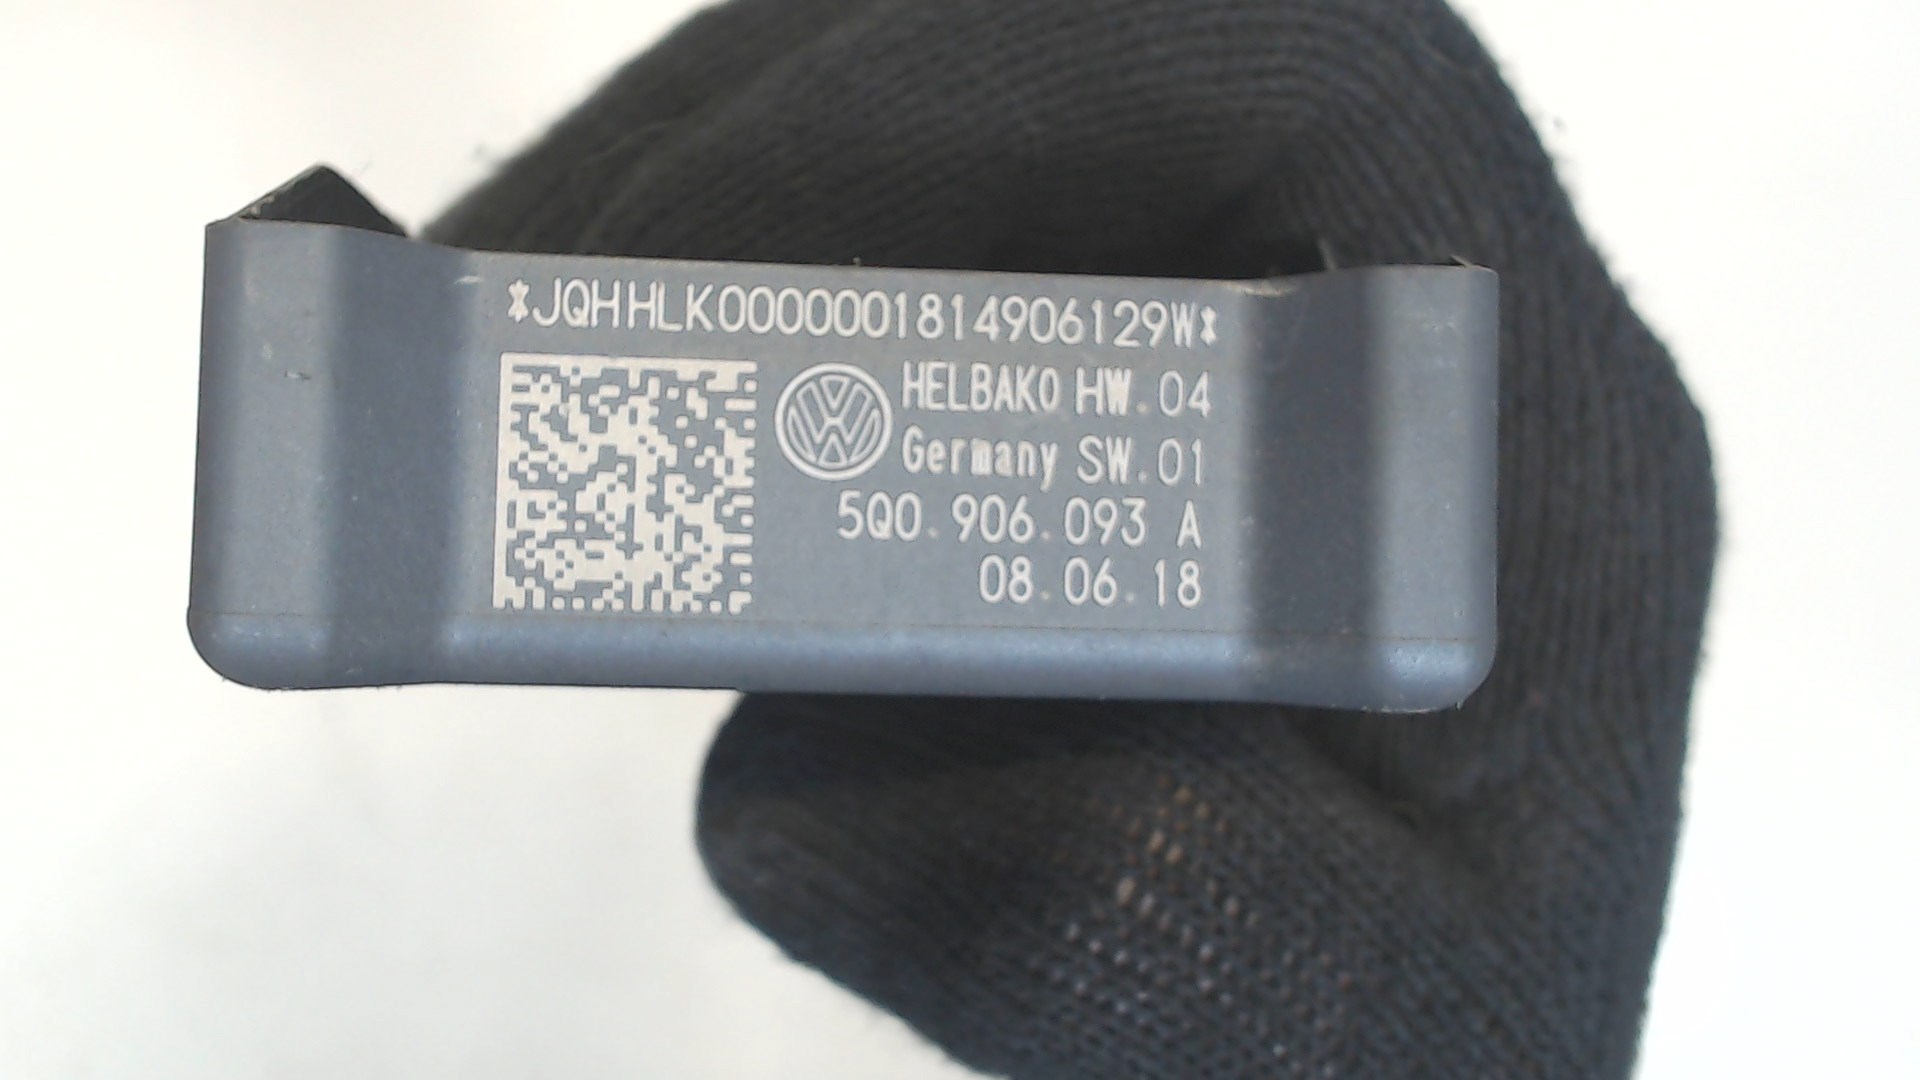 *JQHHLK0000001814906129W*
HELBAKO HW.04
Germany SW.01
5Q0.906.093 A
08.06.18